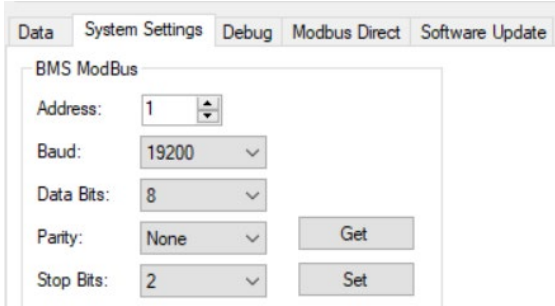 Data System Settings Debug Modbus Direct Software Update
BMS ModBus
Address: 1
Baud: 19200
Data Bits: 8
Parity: None Get
Stop Bits: 2 Set